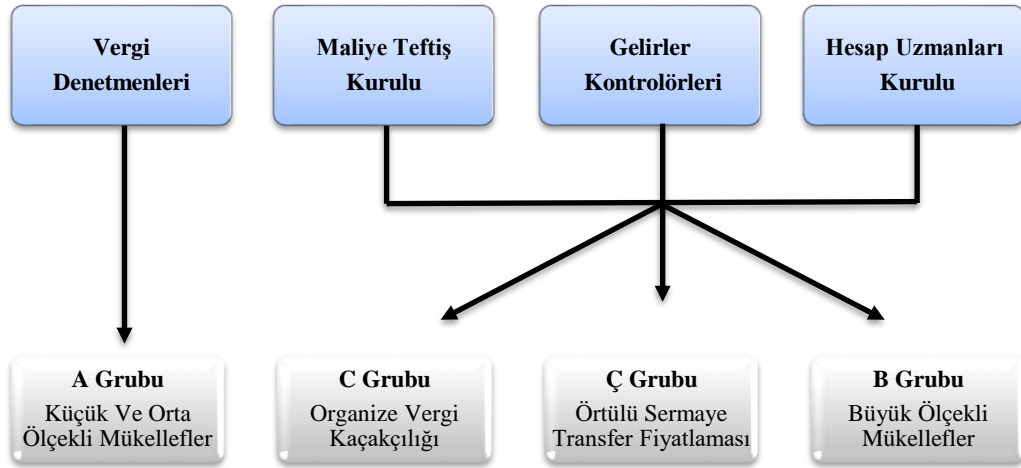 Vergi
Denetmenleri
Maliye Teftiş
Kurulu
Gelirler
Kontrolörleri
Hesap Uzmanları
Kurulu
A Grubu
Küçük Ve Orta
Ölçekli Mükellefler
C Grubu
Organize Vergi
Kaçakçılığı
Ç Grubu
Örtülü Sermaye
Transfer Fiyatlaması
B Grubu
Büyük Ölçekli
Mükellefler